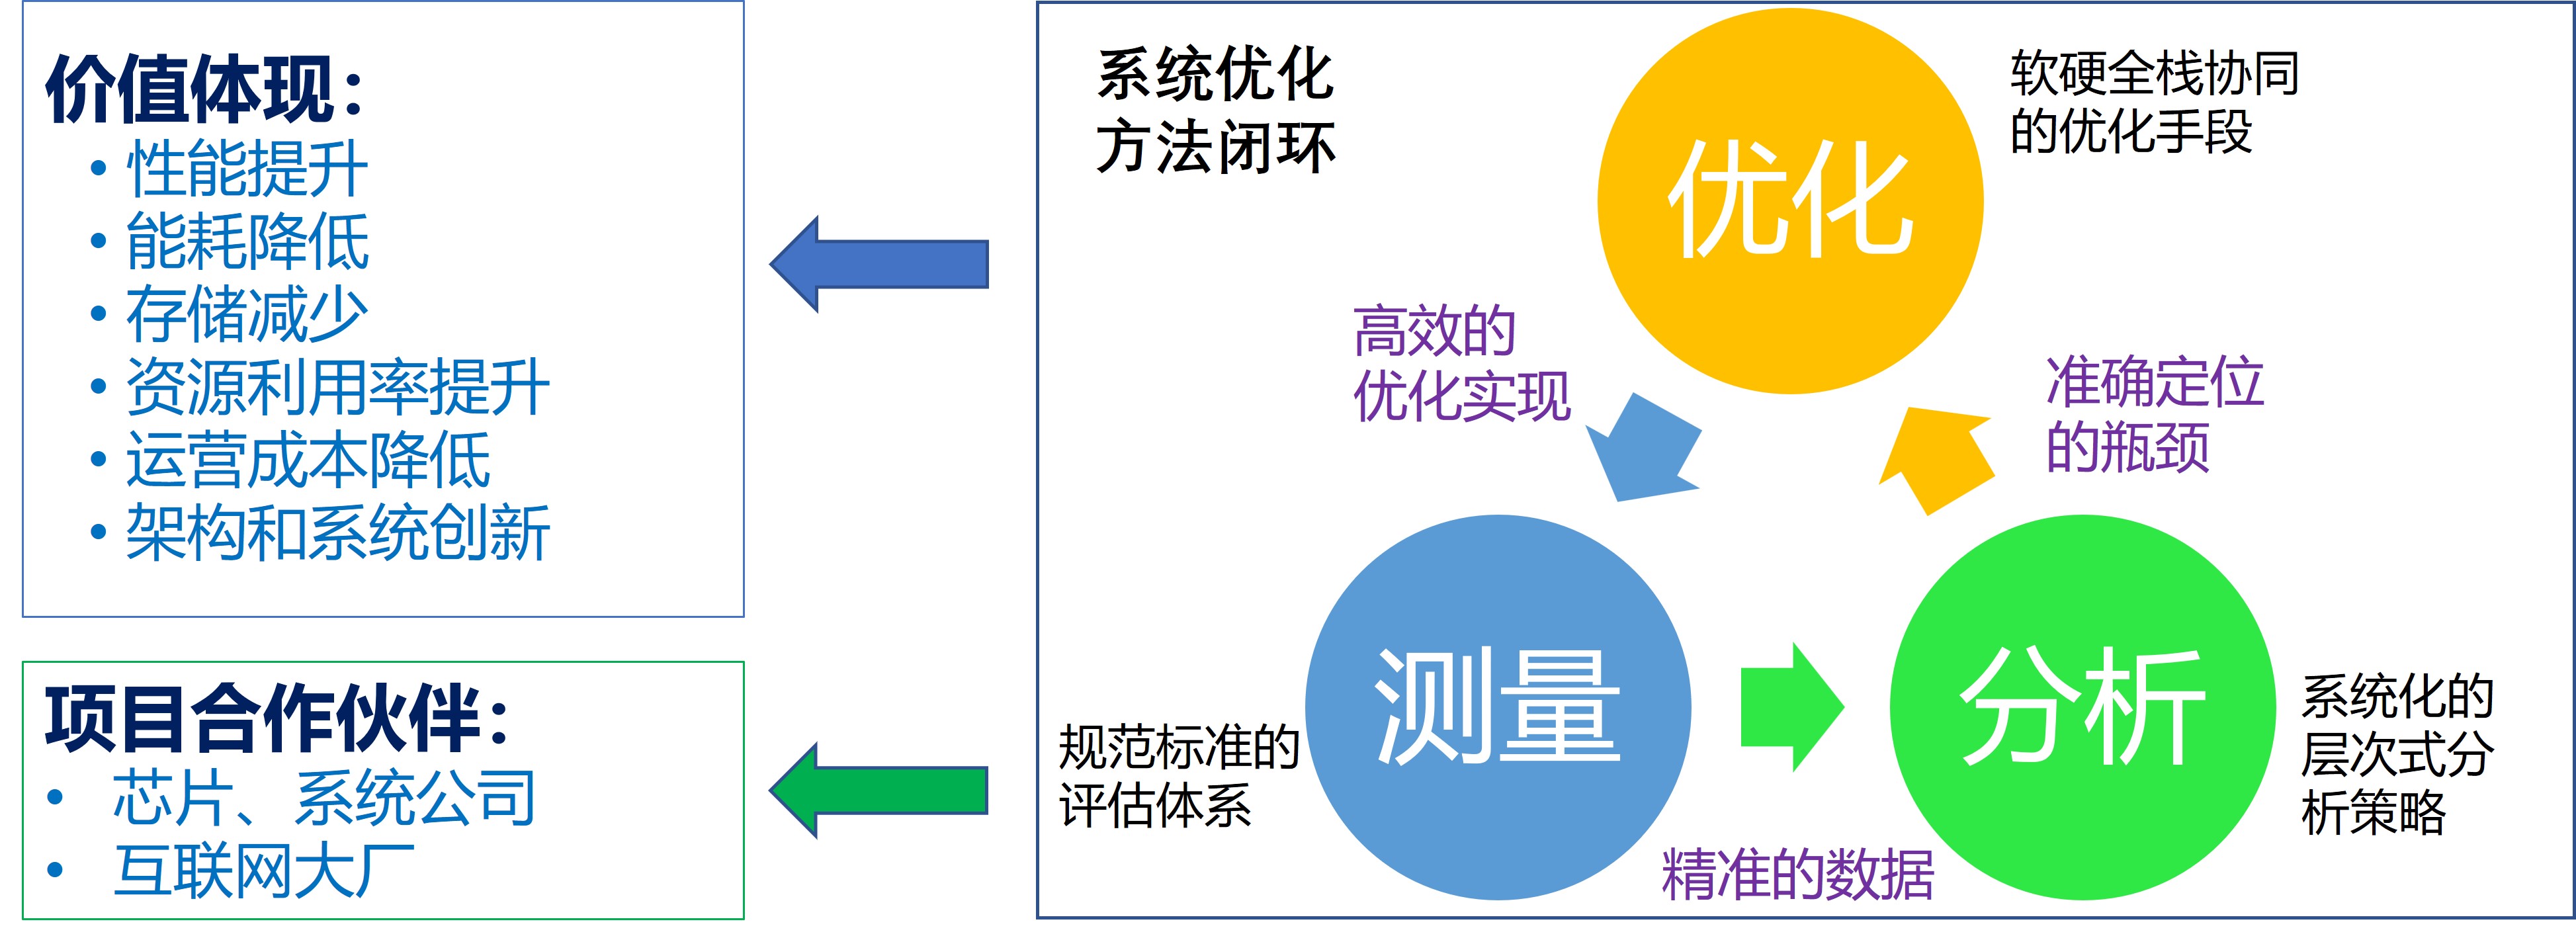 价值体现：
• 性能提升
• 能耗降低
• 存储减少
• 资源利用率提升
• 运营成本降低
• 架构和系统创新
项目合作伙伴：
• 芯片、系统公司
• 互联网大厂
系统优化
方法闭环
优化
软硬全栈协同
的优化手段
高效的
优化实现
准确定位
的瓶颈
测量
规范标准的
评估体系
分析
系统化的
层次式分
析策略
精准的数据